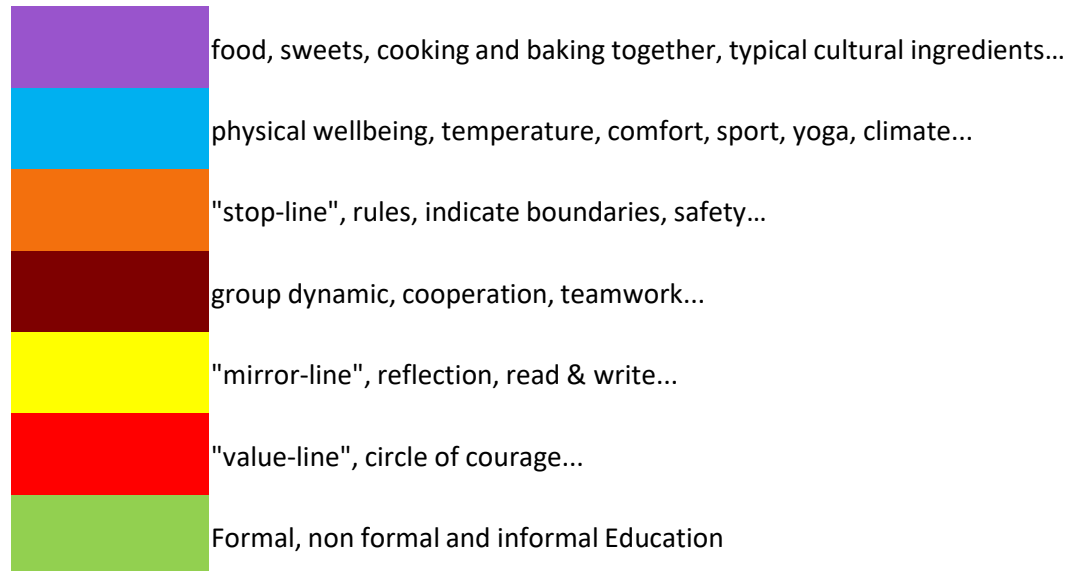 food, sweets, cooking and baking together, typical cultural ingredients…
physical wellbeing, temperature, comfort, sport, yoga, climate...
"stop-line", rules, indicate boundaries, safety…
group dynamic, cooperation, teamwork...
"mirror-line", reflection, read & write...
"value-line", circle of courage...
Formal, non formal and informal Education